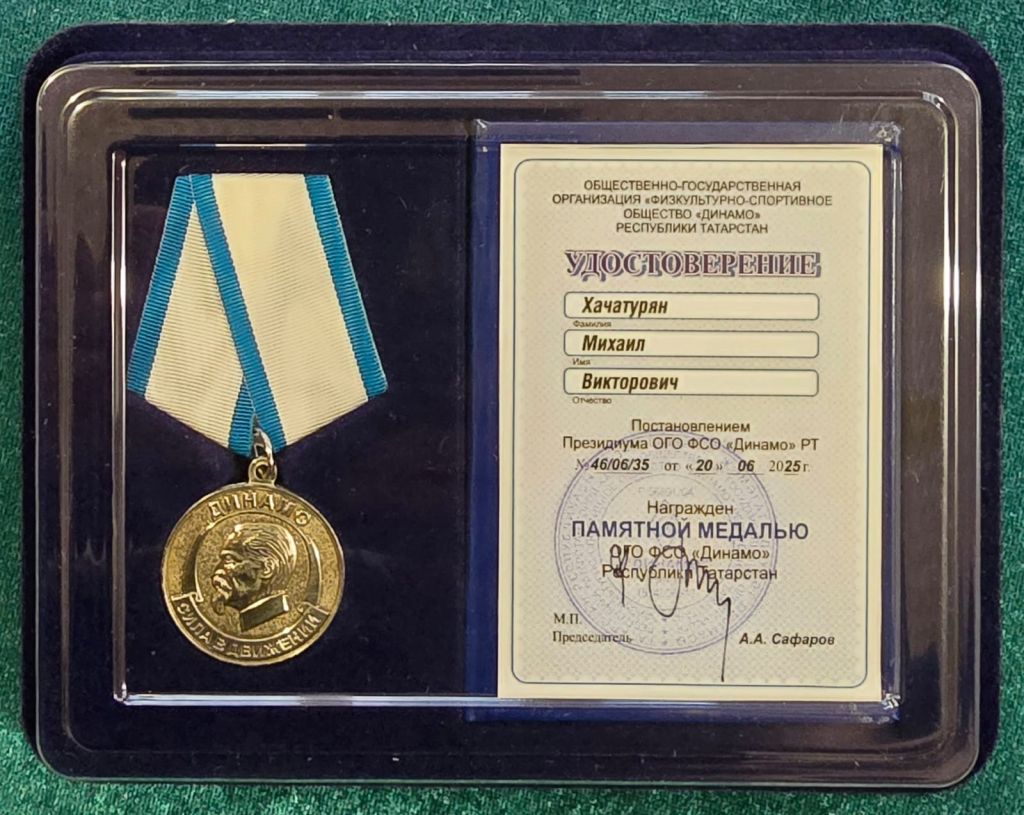 ДИНАМО
СИЛА В ДВИЖЕНИИ
ОБЩЕСТВЕННО-ГОСУДАРСТВЕННАЯ
ОРГАНИЗАЦИЯ «ФИЗКУЛЬТУРНО-СПОРТИВНОЕ
ОБЩЕСТВО «ДИНАМО»
РЕСПУБЛИКИ ТАТАРСТАН
УДОСТОВЕРЕНИЕ
Хачатурян
Фамилия
Михаил
Имя
Викторович
Отчество
Постановлением
Президиума ОГО ФСО «Динамо» РТ
№ 46/06/35 от «20» 06 2025 г.
Награжден
ПАМЯТНОЙ МЕДАЛЬЮ
ОГО ФСО «Динамо»
Республики Татарстан
М.П.
Председатель А.А. Сафаров